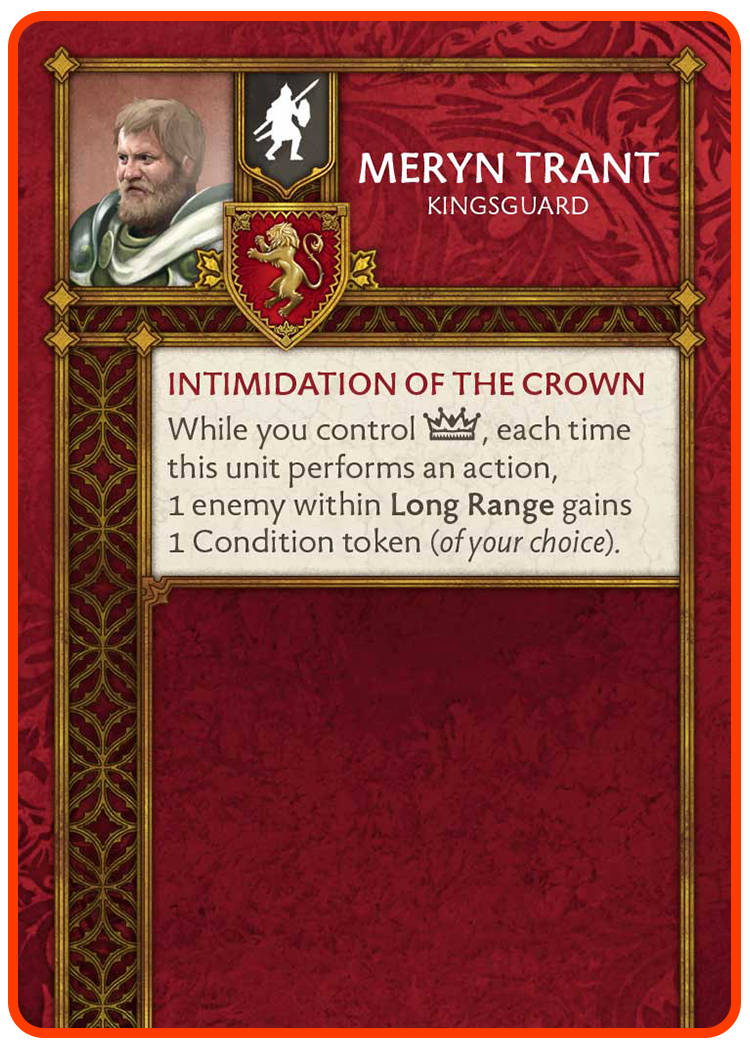 MERYN TRANT
KINGSGUARD
INTIMIDATION OF THE CROWN
While you control , each time
this unit performs an action,
1 enemy within Long Range gains
1 Condition token (of your choice).